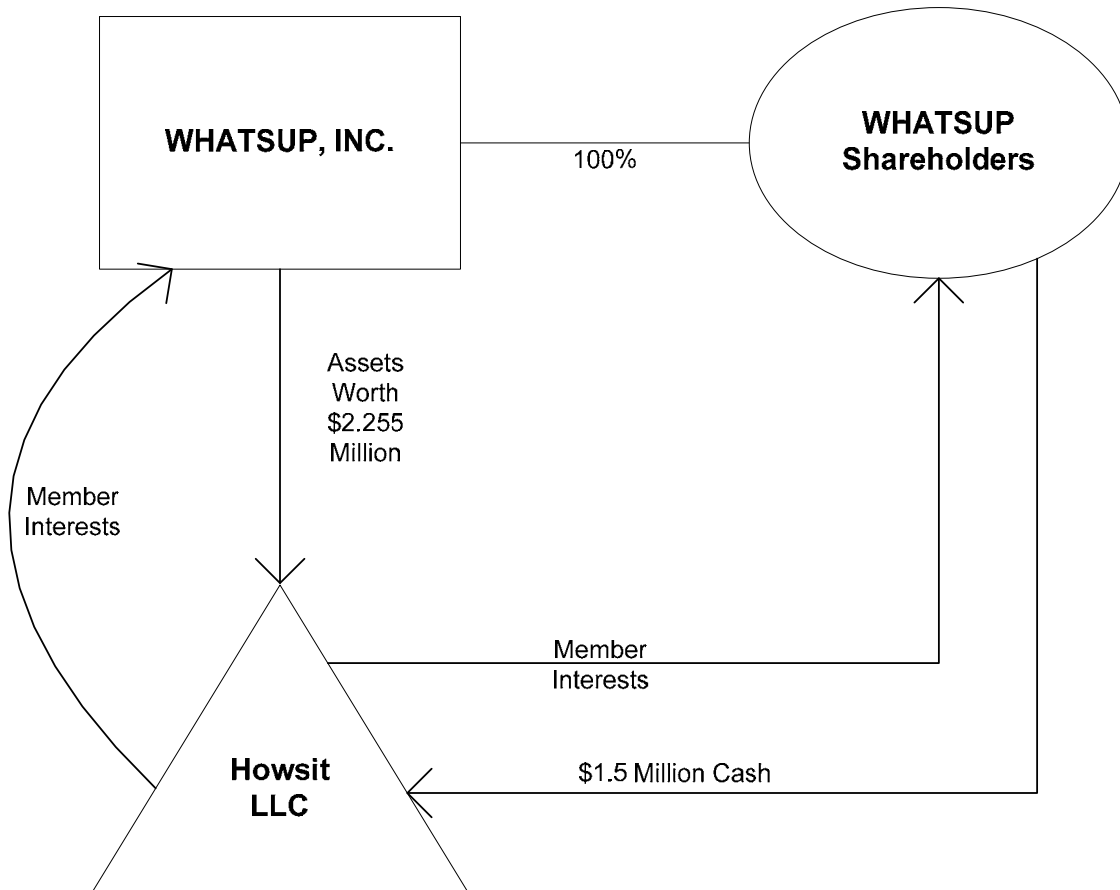 WHATSUP, INC.
100%
WHATSUP
Shareholders
Assets
Worth
$2.255
Million
Member
Interests
Member
Interests
Howsit
LLC
$1.5 Million Cash